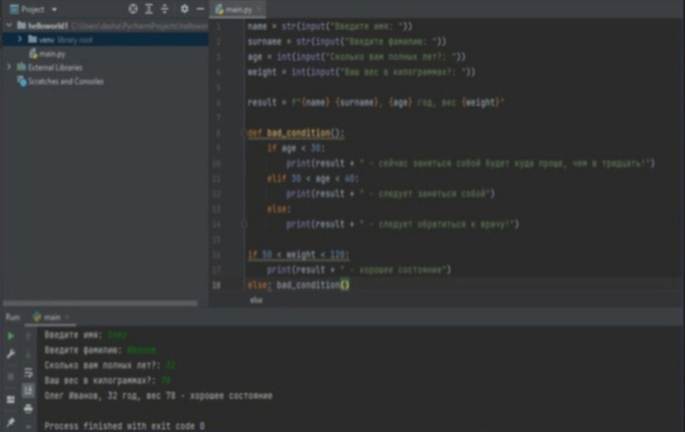 Project
main.py
helloworld1 C:\Users\dasha\PycharmProjects\hellowor
venv library root
main.py
External Libraries
Scratches and Consoles
1 name = str(input("Введите имя: "))
2 surname = str(input("Введите фамилию: "))
3 age = int(input("Сколько вам полных лет?: "))
4 weight = int(input("Ваш вес в килограммах?: "))
5
6 result = f"{name} {surname}, {age} год, вес {weight}"
7
8 def bad_condition():
9 if age < 30:
10 print(result + " - сейчас заняться собой будет куда проще, чем в тридцать!")
11 elif 30 < age < 40:
12 print(result + " - следует заняться собой")
13 else:
14 print(result + " - следует обратиться к врачу!")
15
16 if 50 < weight < 120:
17 print(result + " - хорошее состояние")
18 else: bad_condition()
else
Run: main
Введите имя: Олег
Введите фамилию: Иванов
Сколько вам полных лет?: 32
Ваш вес в килограммах?: 78
Олег Иванов, 32 год, вес 78 - хорошее состояние
Process finished with exit code 0